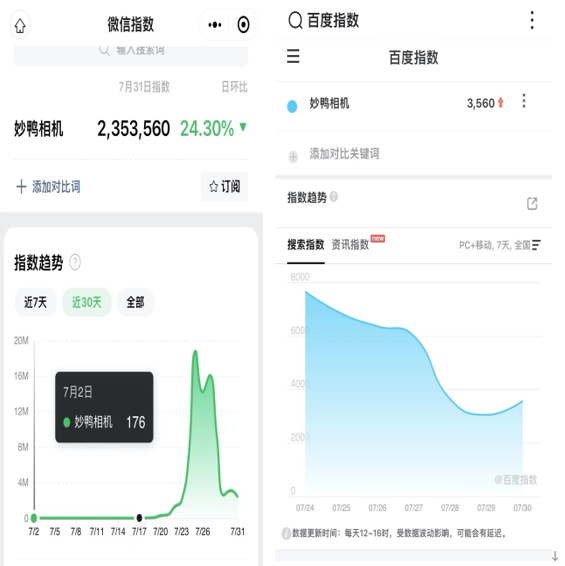 微信指数
输入搜索词
7月31日指数 日环比
妙鸭相机 2,353,560 24.30%
添加对比词 订阅
指数趋势 ?
近7天 近30天 全部
20M
16M
12M
8M
4M
0
7月2日
妙鸭相机 176
7/2 7/5 7/8 7/11 7/14 7/17 7/20 7/23 7/26 7/31
百度指数
百度指数
妙鸭相机 3,560
添加对比关键词
指数趋势 ?
搜索指数 资讯指数 new PC+移动, 7天, 全国
8000
6000
4000
2000
0
@百度指数
07/24 07/25 07/26 07/27 07/28 07/29 07/30
数据更新时间：每天12~16时，受数据波动影响，可能会有延迟。